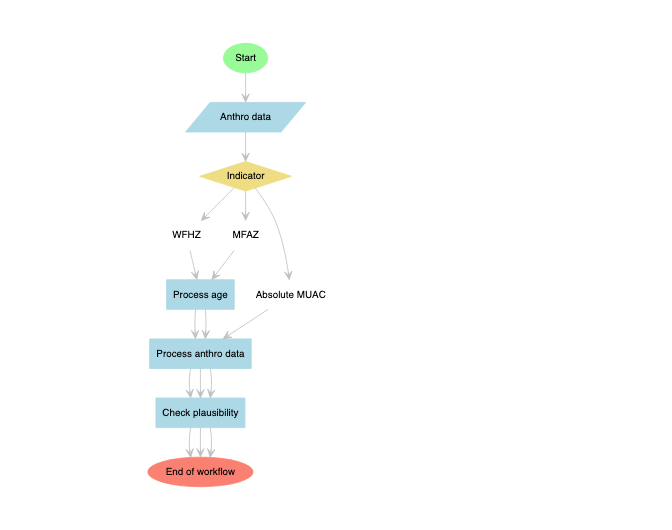 Start
Anthro data
Indicator
WFHZ
MFAZ
Process age
Absolute MUAC
Process anthro data
Check plausibility
End of workflow